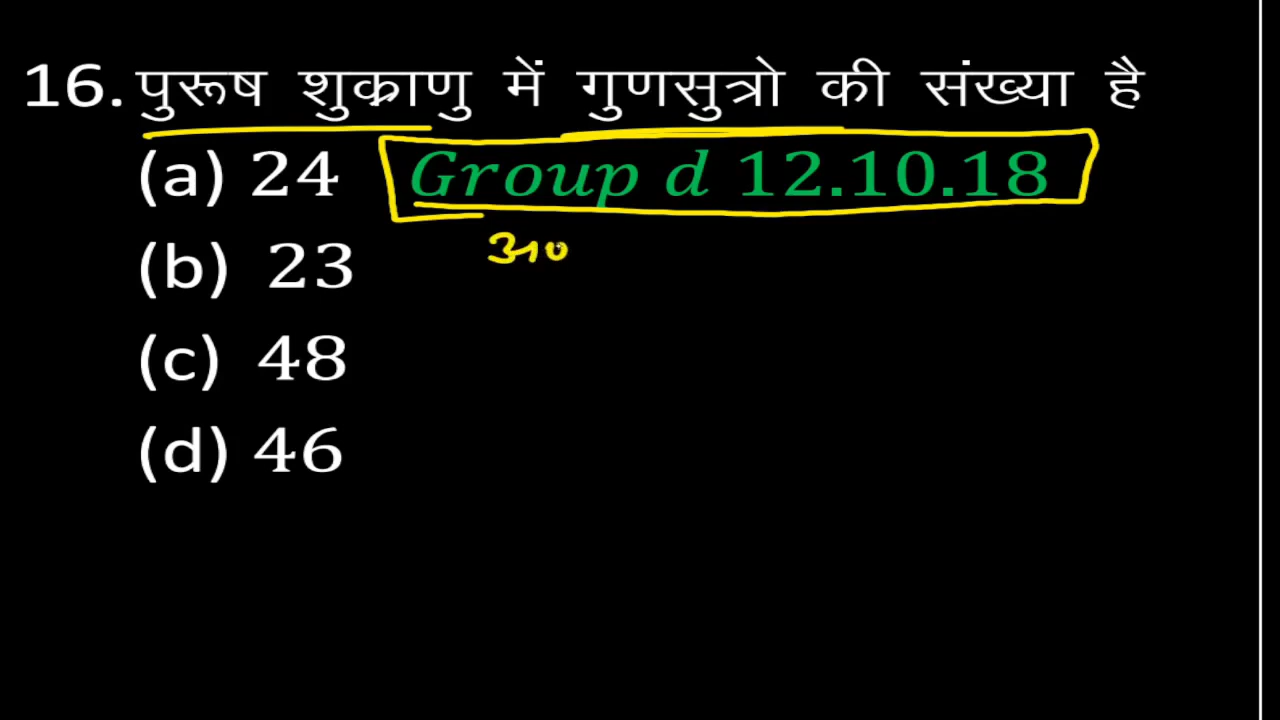 16. पुरूष शुक्राणु में गुणसुत्रो की संख्या है
(a) 24 Group d 12.10.18
(b) 23
(c) 48
(d) 46